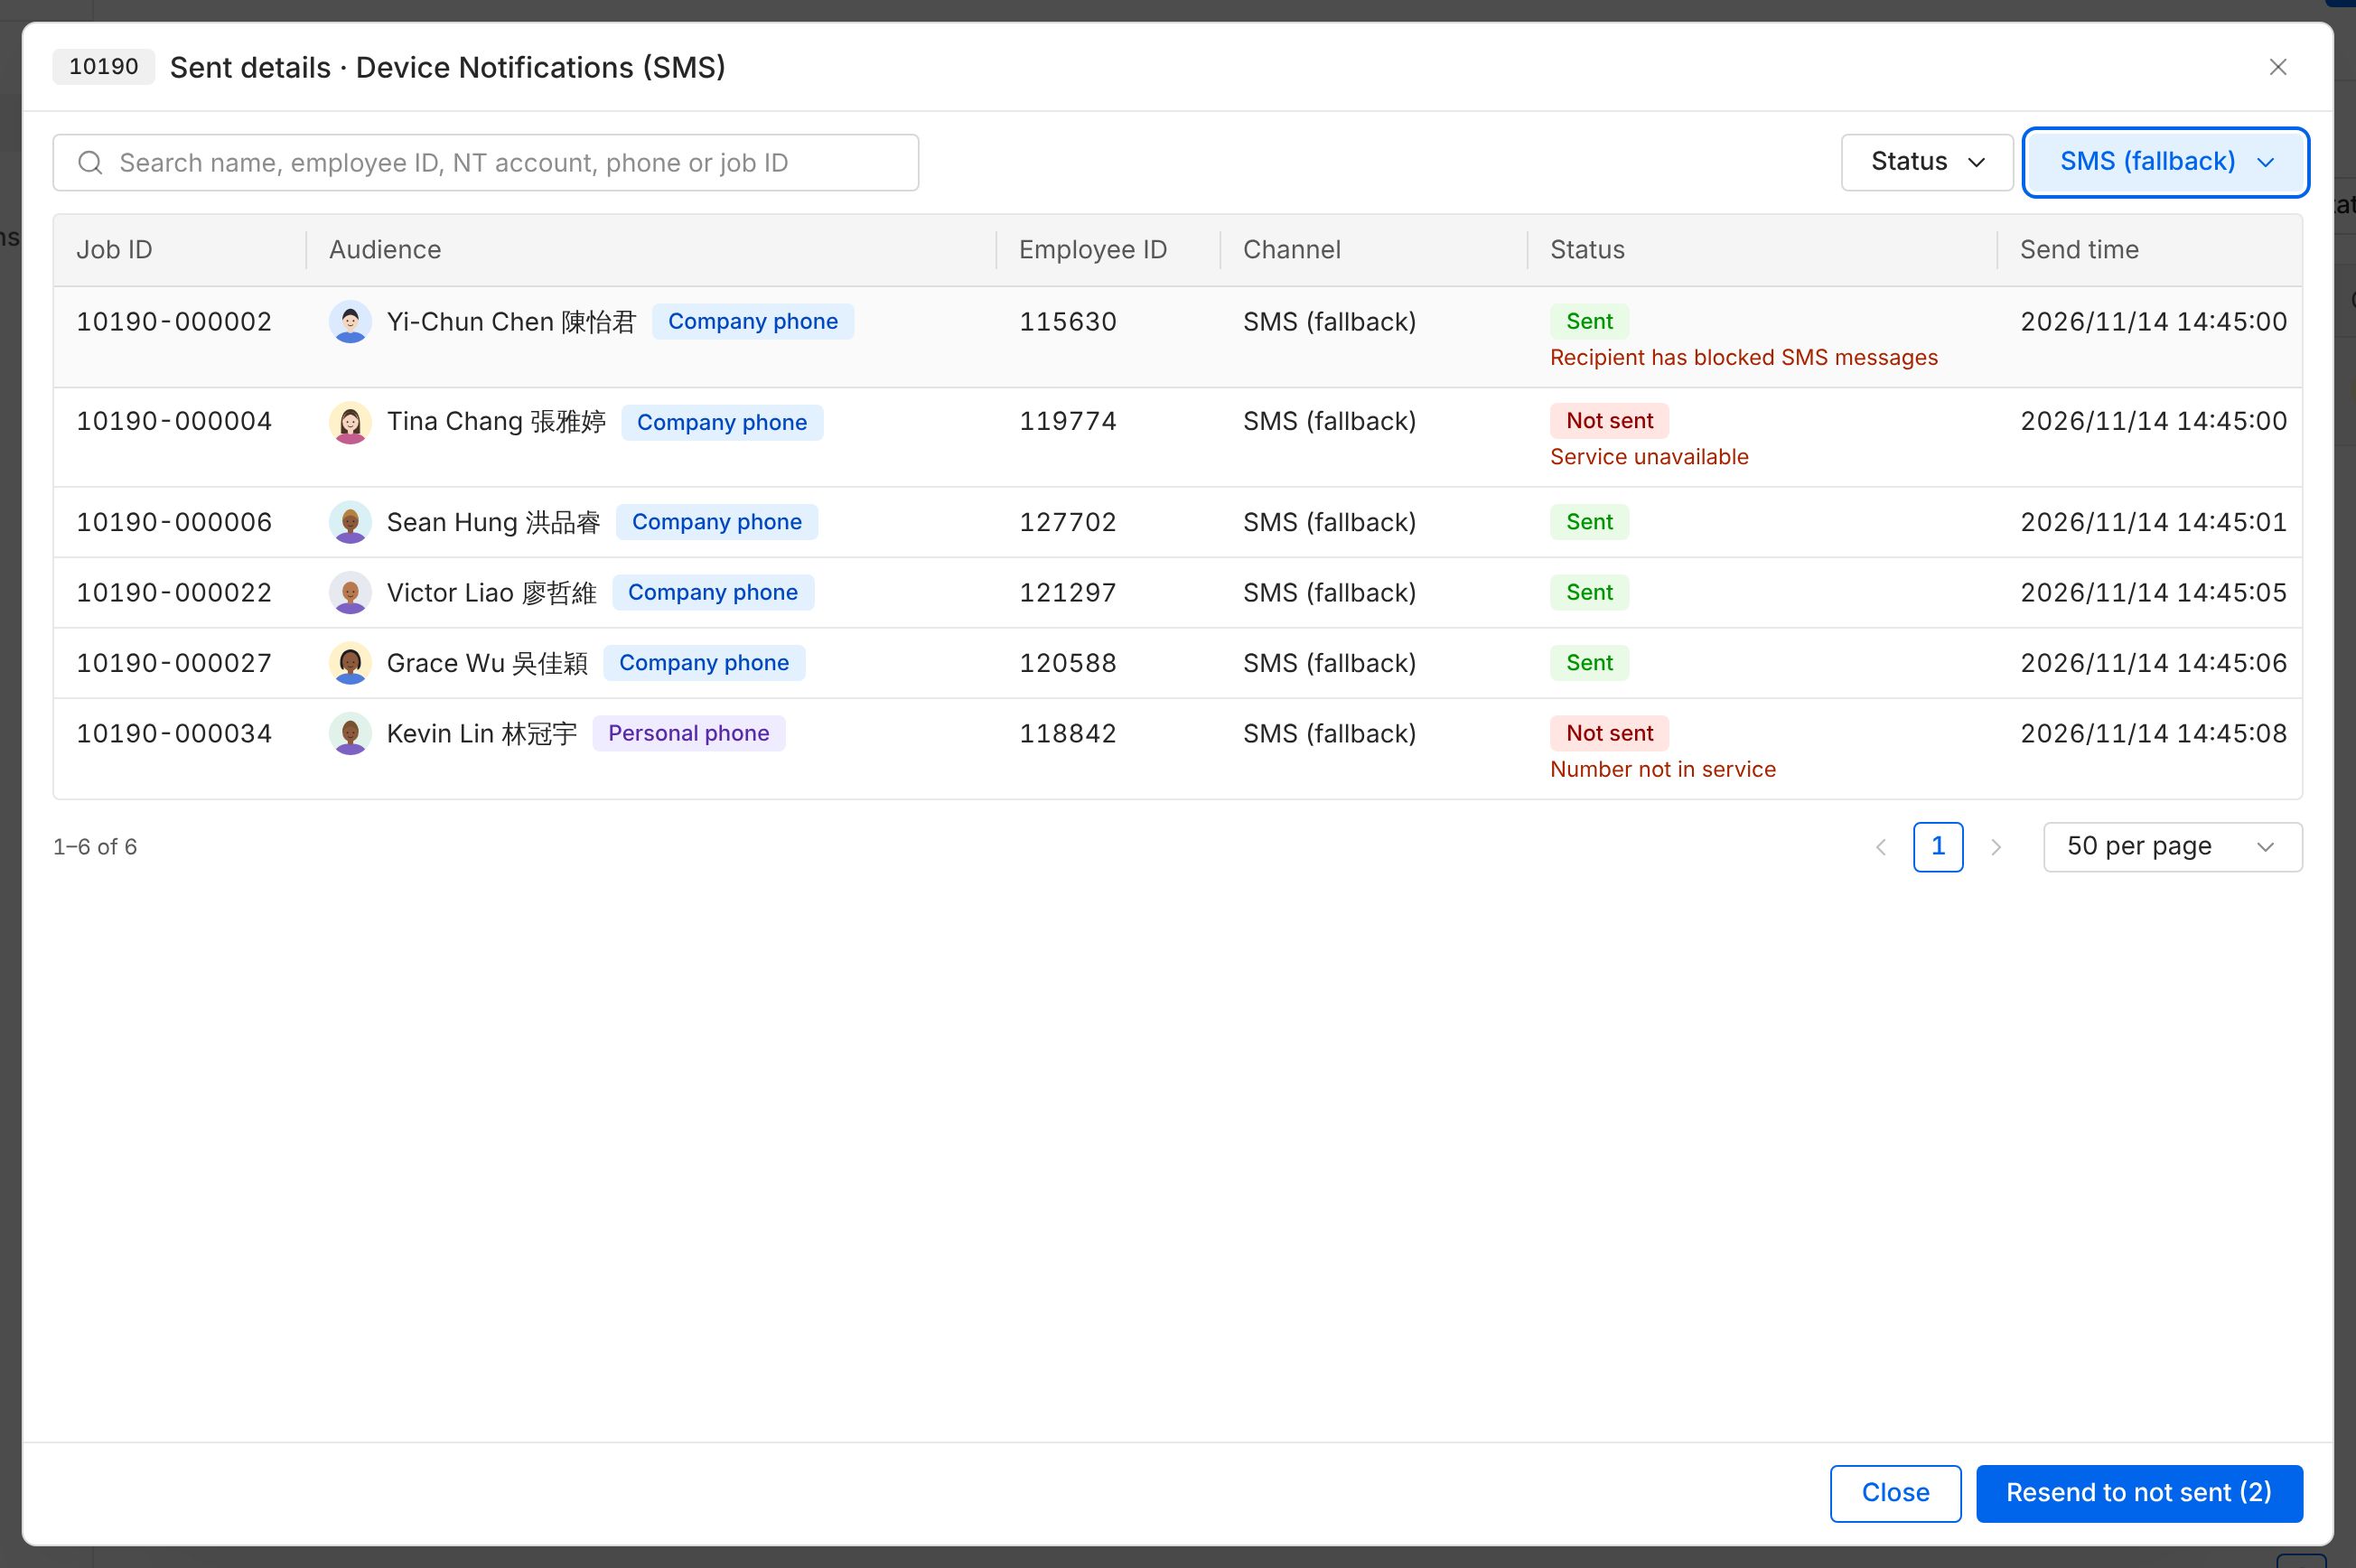 10190 Sent details · Device Notifications (SMS)
Search name, employee ID, NT account, phone or job ID
Status
SMS (fallback)
Job ID Audience Employee ID Channel Status Send time
10190-000002 Yi-Chun Chen 陳怡君 Company phone 115630 SMS (fallback) Sent 2026/11/14 14:45:00
Recipient has blocked SMS messages
10190-000004 Tina Chang 張雅婷 Company phone 119774 SMS (fallback) Not sent 2026/11/14 14:45:00
Service unavailable
10190-000006 Sean Hung 洪品睿 Company phone 127702 SMS (fallback) Sent 2026/11/14 14:45:01
10190-000022 Victor Liao 廖哲維 Company phone 121297 SMS (fallback) Sent 2026/11/14 14:45:05
10190-000027 Grace Wu 吳佳穎 Company phone 120588 SMS (fallback) Sent 2026/11/14 14:45:06
10190-000034 Kevin Lin 林冠宇 Personal phone 118842 SMS (fallback) Not sent 2026/11/14 14:45:08
Number not in service
1–6 of 6
1
50 per page
Close
Resend to not sent (2)